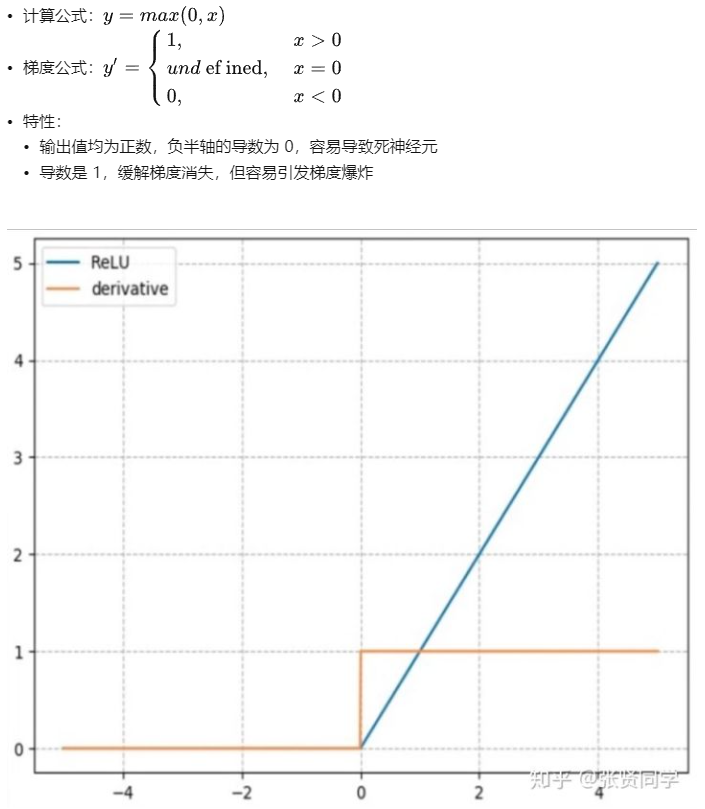 • 计算公式：y = max(0, x)
• 梯度公式：y′ = { 1, x > 0
und ef ined, x = 0
0, x < 0
• 特性：
• 输出值均为正数，负半轴的导数为 0，容易导致死神经元
• 导数是 1，缓解梯度消失，但容易引发梯度爆炸
ReLU
derivative
5
4
3
2
1
0
−4 −2 0 2 4
知乎 @张贤同学